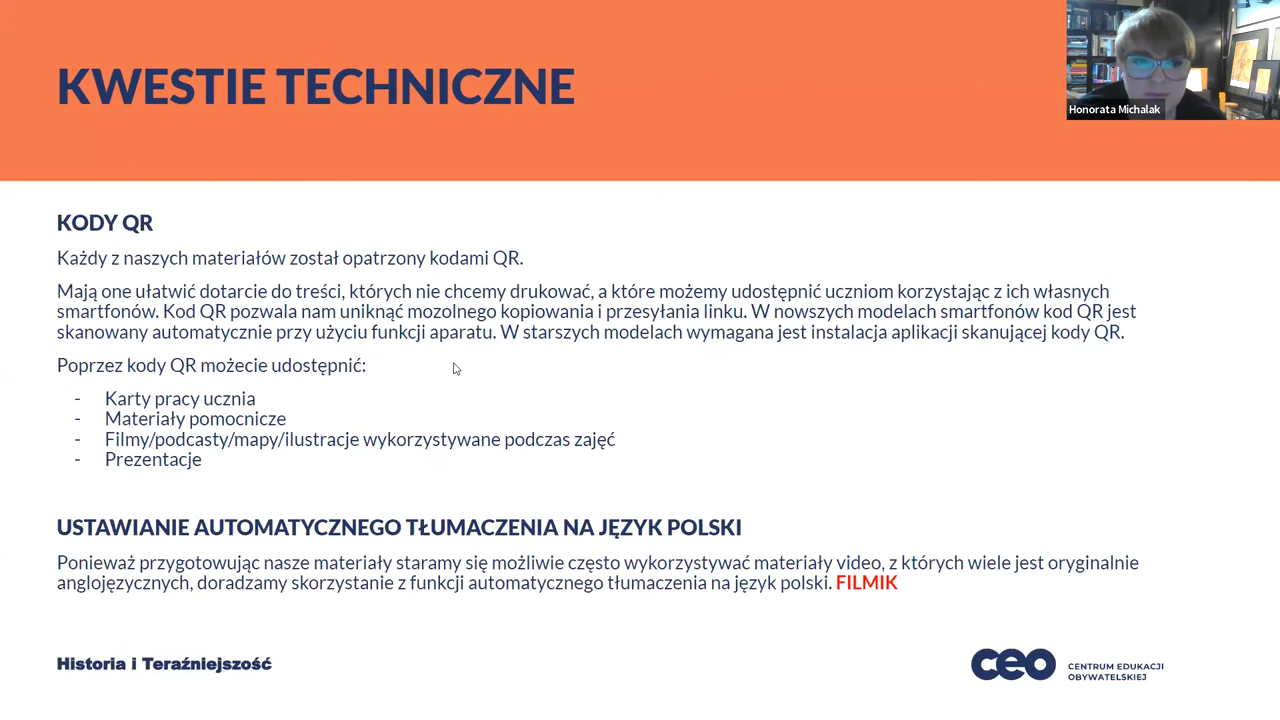 KWESTIE TECHNICZNE
Honorata Michalak
KODY QR
Każdy z naszych materiałów został opatrzony kodami QR.
Mają one ułatwić dotarcie do treści, których nie chcemy drukować, a które możemy udostępnić uczniom korzystając z ich własnych
smartfonów. Kod QR pozwala nam uniknąć mozolnego kopiowania i przesyłania linku. W nowszych modelach smartfonów kod QR jest
skanowany automatycznie przy użyciu funkcji aparatu. W starszych modelach wymagana jest instalacja aplikacji skanującej kody QR.
Poprzez kody QR możecie udostępnić:
- Karty pracy ucznia
- Materiały pomocnicze
- Filmy/podcasty/mapy/ilustracje wykorzystywane podczas zajęć
- Prezentacje
USTAWIANIE AUTOMATYCZNEGO TŁUMACZENIA NA JĘZYK POLSKI
Ponieważ przygotowując nasze materiały staramy się możliwie często wykorzystywać materiały video, z których wiele jest oryginalnie
anglojęzycznych, doradzamy skorzystanie z funkcji automatycznego tłumaczenia na język polski. FILMIK
Historia i Teraźniejszość
ceo
CENTRUM EDUKACJI
OBYWATELSKIEJ